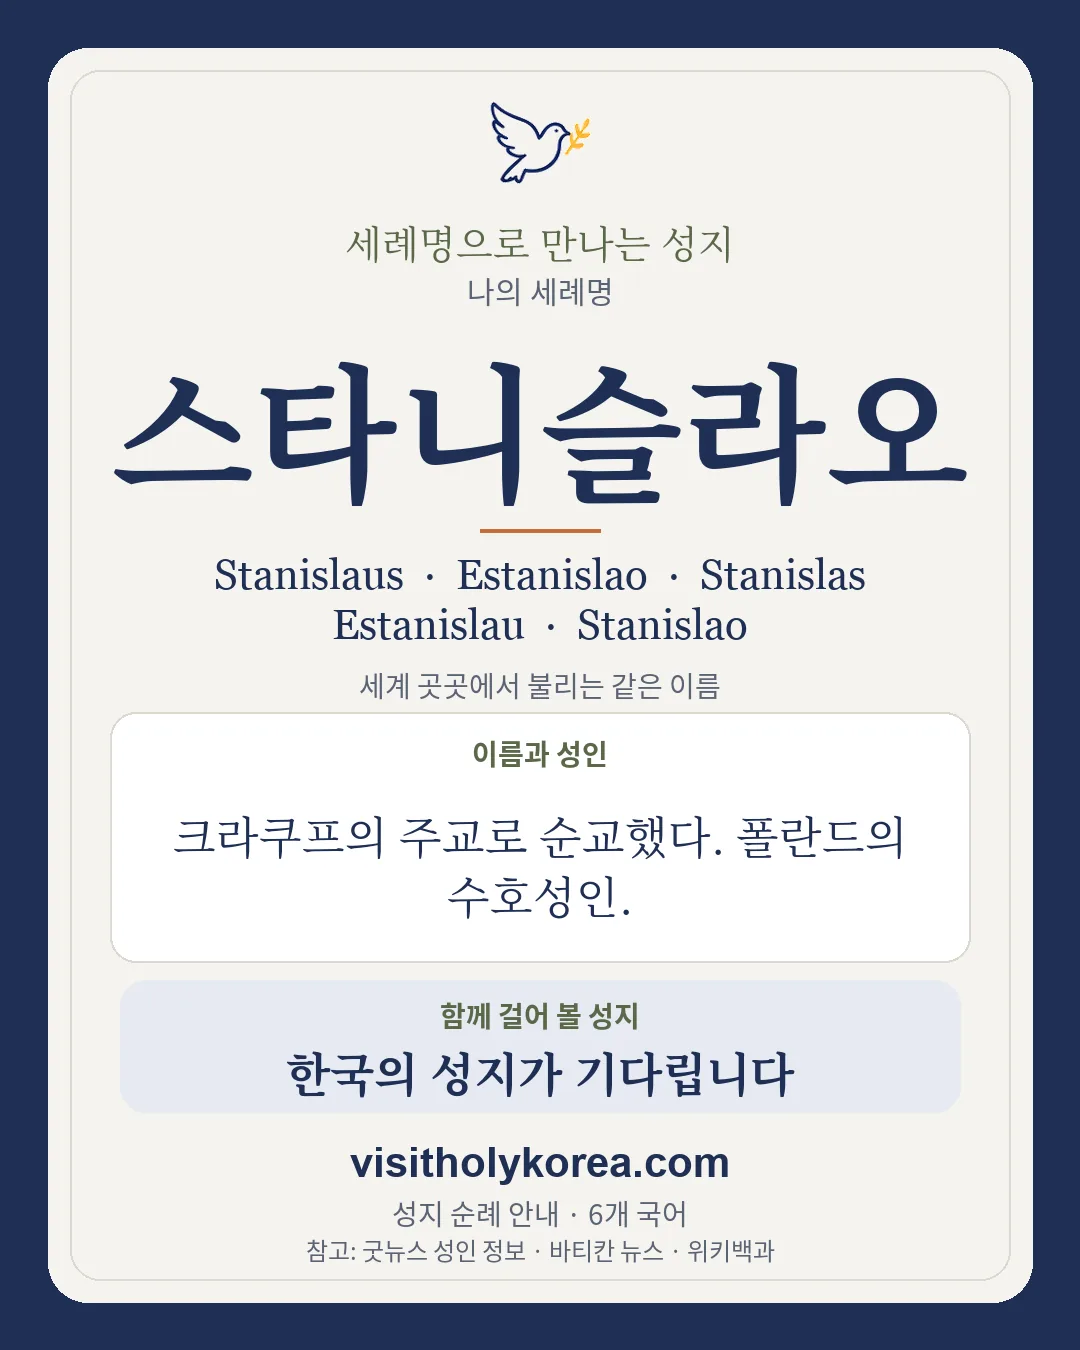 세례명으로 만나는 성지
나의 세례명
스타니슬라오
Stanislaus · Estanislao · Stanislas
Estanislau · Stanislao
세계 곳곳에서 불리는 같은 이름
이름과 성인
크라쿠프의 주교로 순교했다. 폴란드의
수호성인.
함께 걸어 볼 성지
한국의 성지가 기다립니다
visitholykorea.com
성지 순례 안내 · 6개 국어
참고: 굿뉴스 성인 정보 · 바티칸 뉴스 · 위키백과